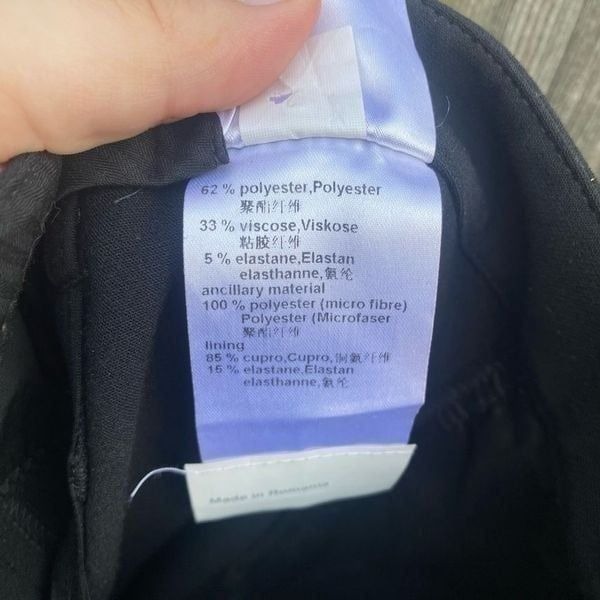 62 % polyester,Polyester
聚酯纤维
33 % viscose,Viskose
粘胶纤维
5 % elastane,Elastan
elasthanne,氨纶
ancillary material
100 % polyester (micro fibre)
Polyester (Microfaser
聚酯纤维
lining
85 % cupro,Cupro,铜氨纤维
15 % elastane,Elastan
elasthanne,氨纶
Made in Romania